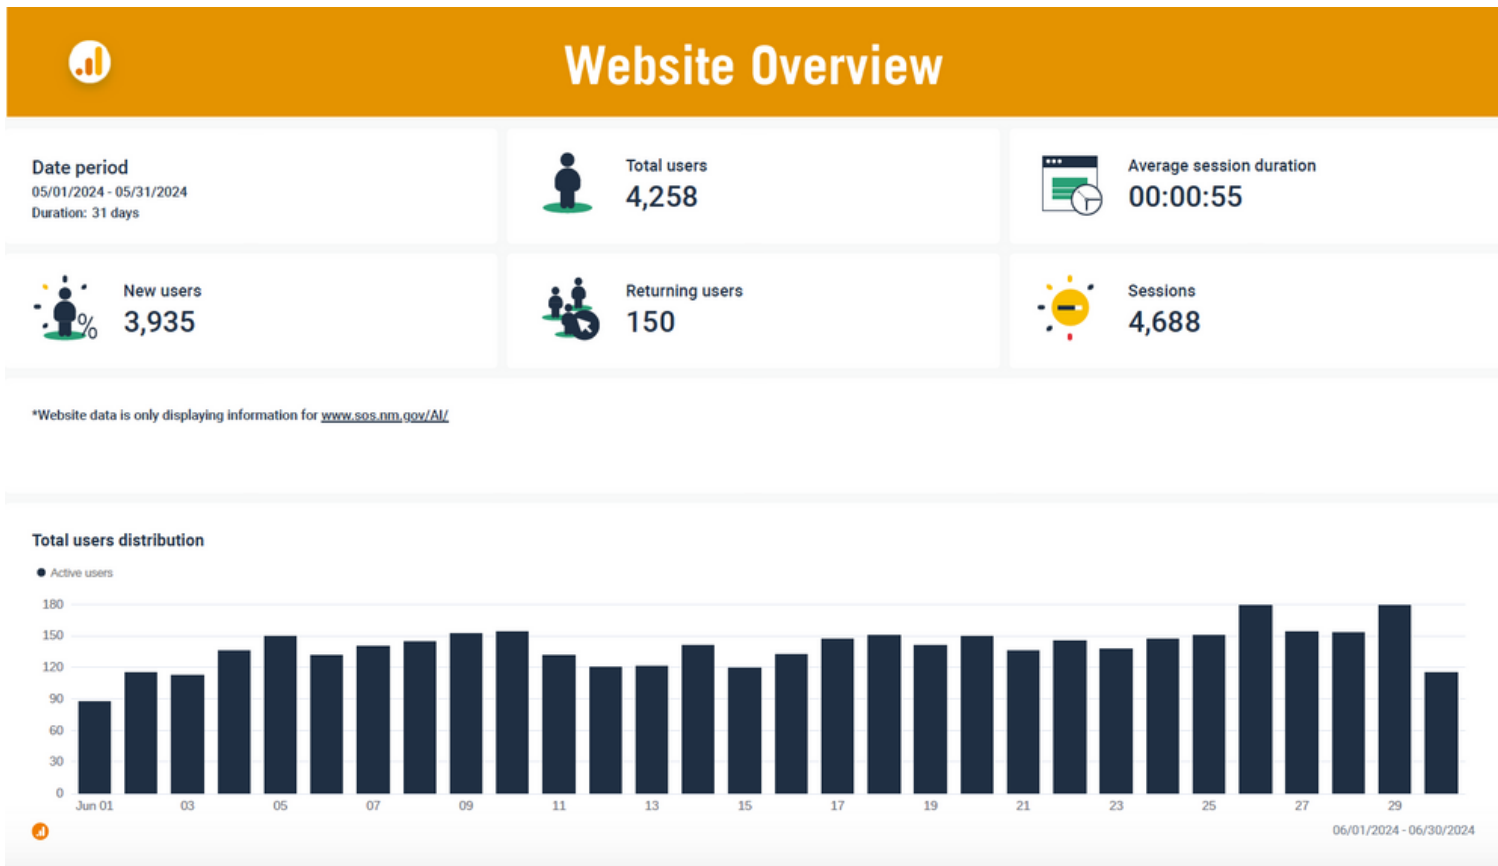 Website Overview
Date period
05/01/2024 - 05/31/2024
Duration: 31 days
Total users
4,258
Average session duration
00:00:55
New users
3,935
%
Returning users
150
Sessions
4,688
*Website data is only displaying information for www.sos.nm.gov/AI/
Total users distribution
Active users
180
150
120
90
60
30
0
Jun 01 03 05 07 09 11 13 15 17 19 21 23 25 27 29
06/01/2024 - 06/30/2024